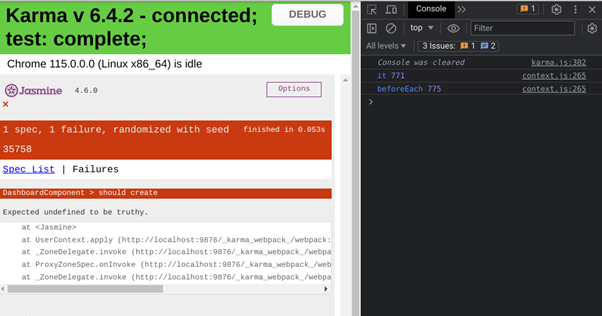 Karma v 6.4.2 - connected;
test: complete;
DEBUG
Chrome 115.0.0.0 (Linux x86_64) is idle
Jasmine 4.6.0
Options
×
1 spec, 1 failure, randomized with seed
35758
finished in 0.053s
Spec List | Failures
DashboardComponent > should create
Expected undefined to be truthy.
at <Jasmine>
at UserContext.apply (http://localhost:9876/_karma_webpack_/webpack:
at _ZoneDelegate.invoke (http://localhost:9876/_karma_webpack_/webpa
at ProxyZoneSpec.onInvoke (http://localhost:9876/_karma_webpack_/web
at _ZoneDelegate.invoke (http://localhost:9876/_karma_webpack_/webpa
Console
1
top
Filter
All levels
3 Issues: 1 2
Console was cleared karma.js:302
it 771 context.js:265
beforeEach 775 context.js:265